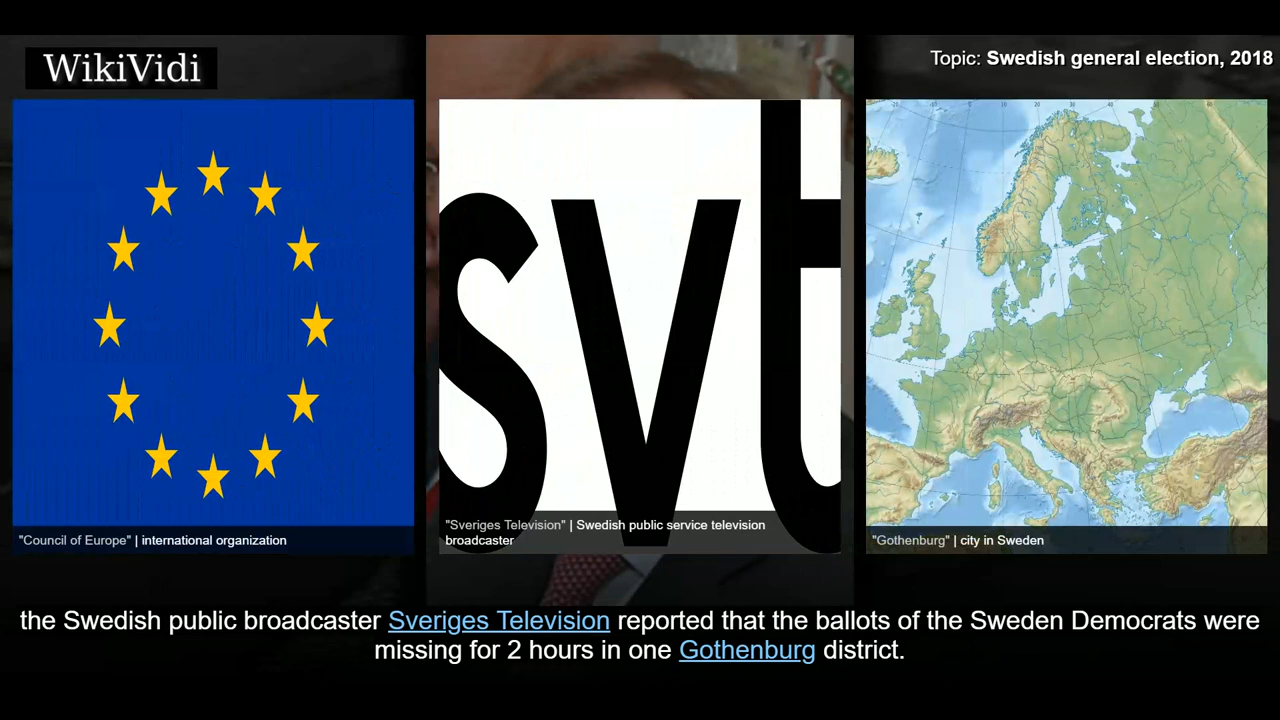 WikiVidi
Topic: Swedish general election, 2018
svt
"Council of Europe" | international organization
"Sveriges Television" | Swedish public service television
broadcaster
"Gothenburg" | city in Sweden
the Swedish public broadcaster Sveriges Television reported that the ballots of the Sweden Democrats were
missing for 2 hours in one Gothenburg district.